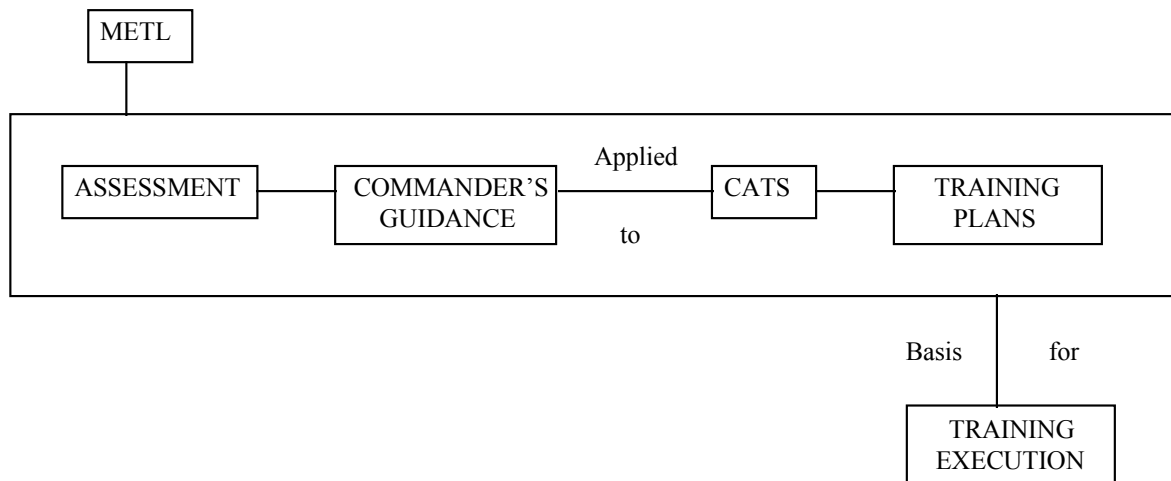 METL
Applied
ASSESSMENT
COMMANDER’S
GUIDANCE
CATS
TRAINING
PLANS
to
Basis for
TRAINING
EXECUTION